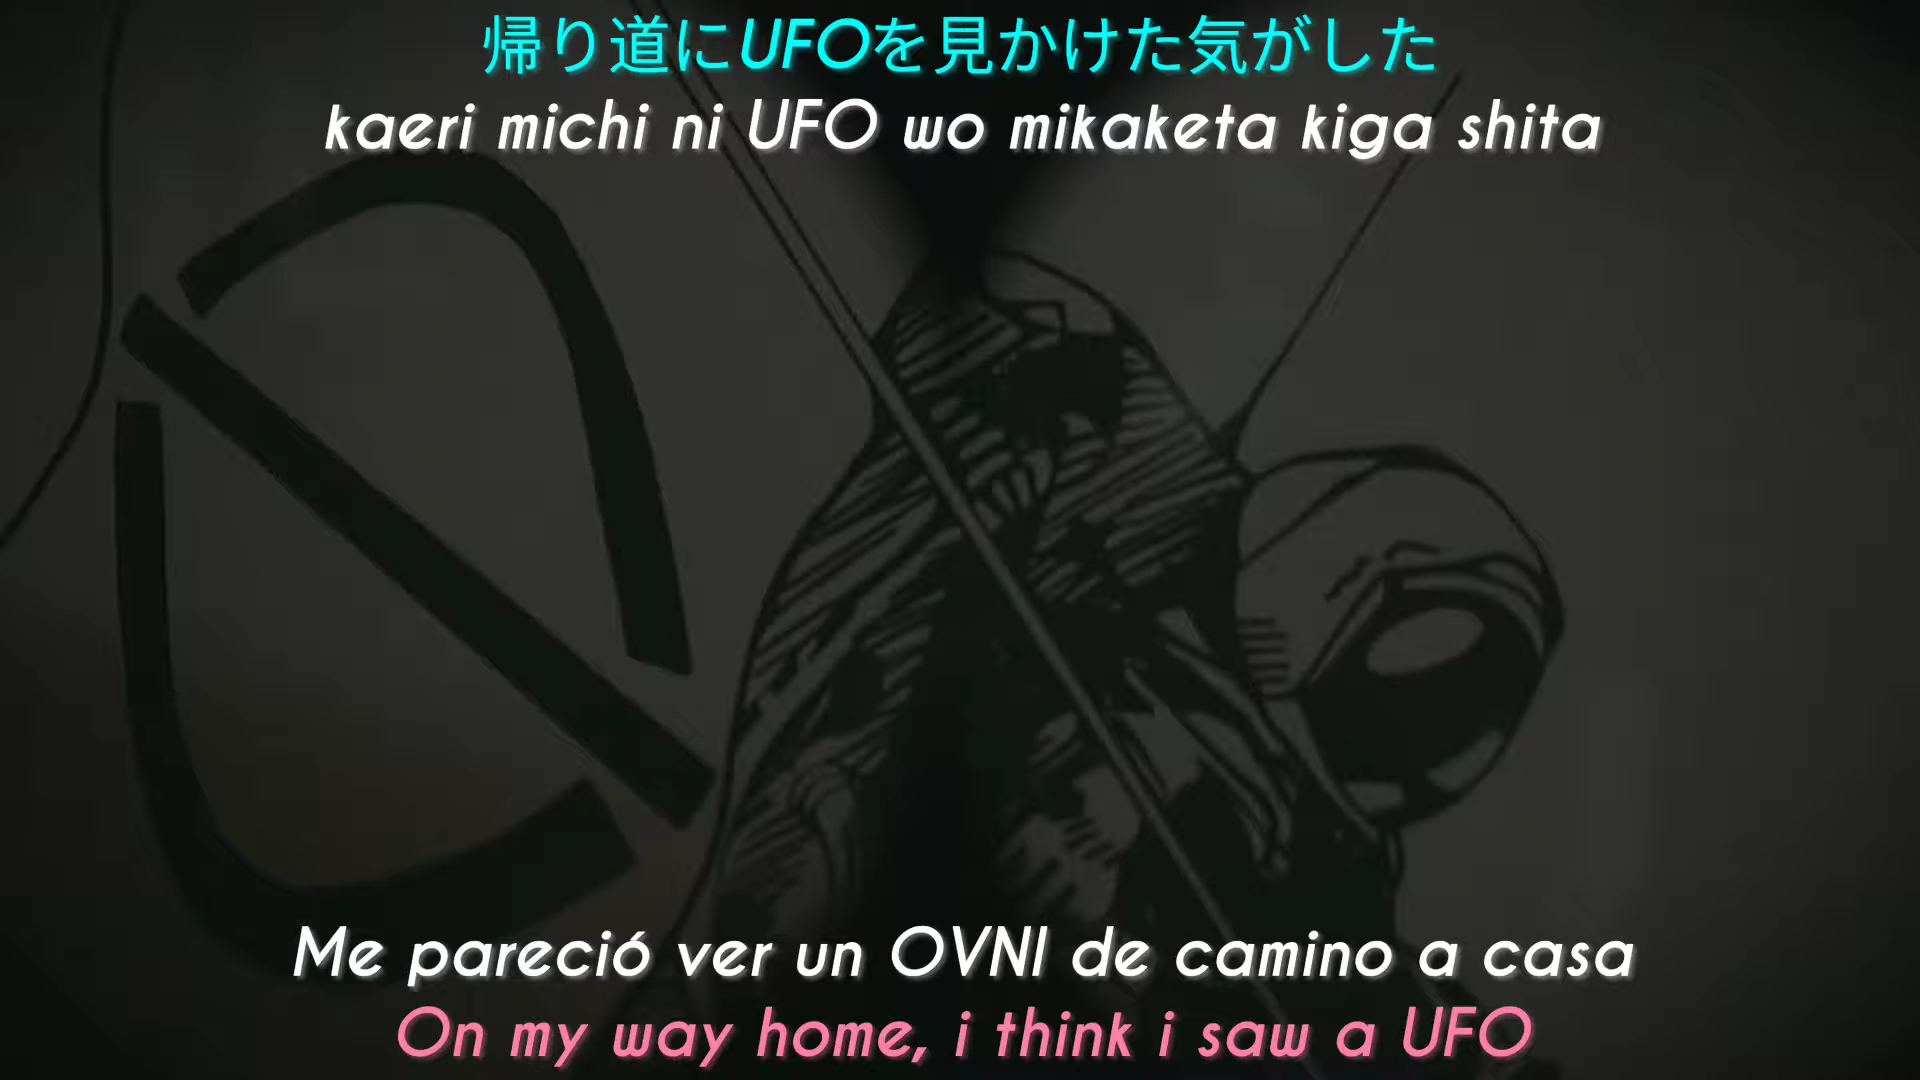 帰り道にUFOを見かけた気がした
kaeri michi ni UFO wo mikaketa kiga shita
Me pareció ver un OVNI de camino a casa
On my way home, i think i saw a UFO